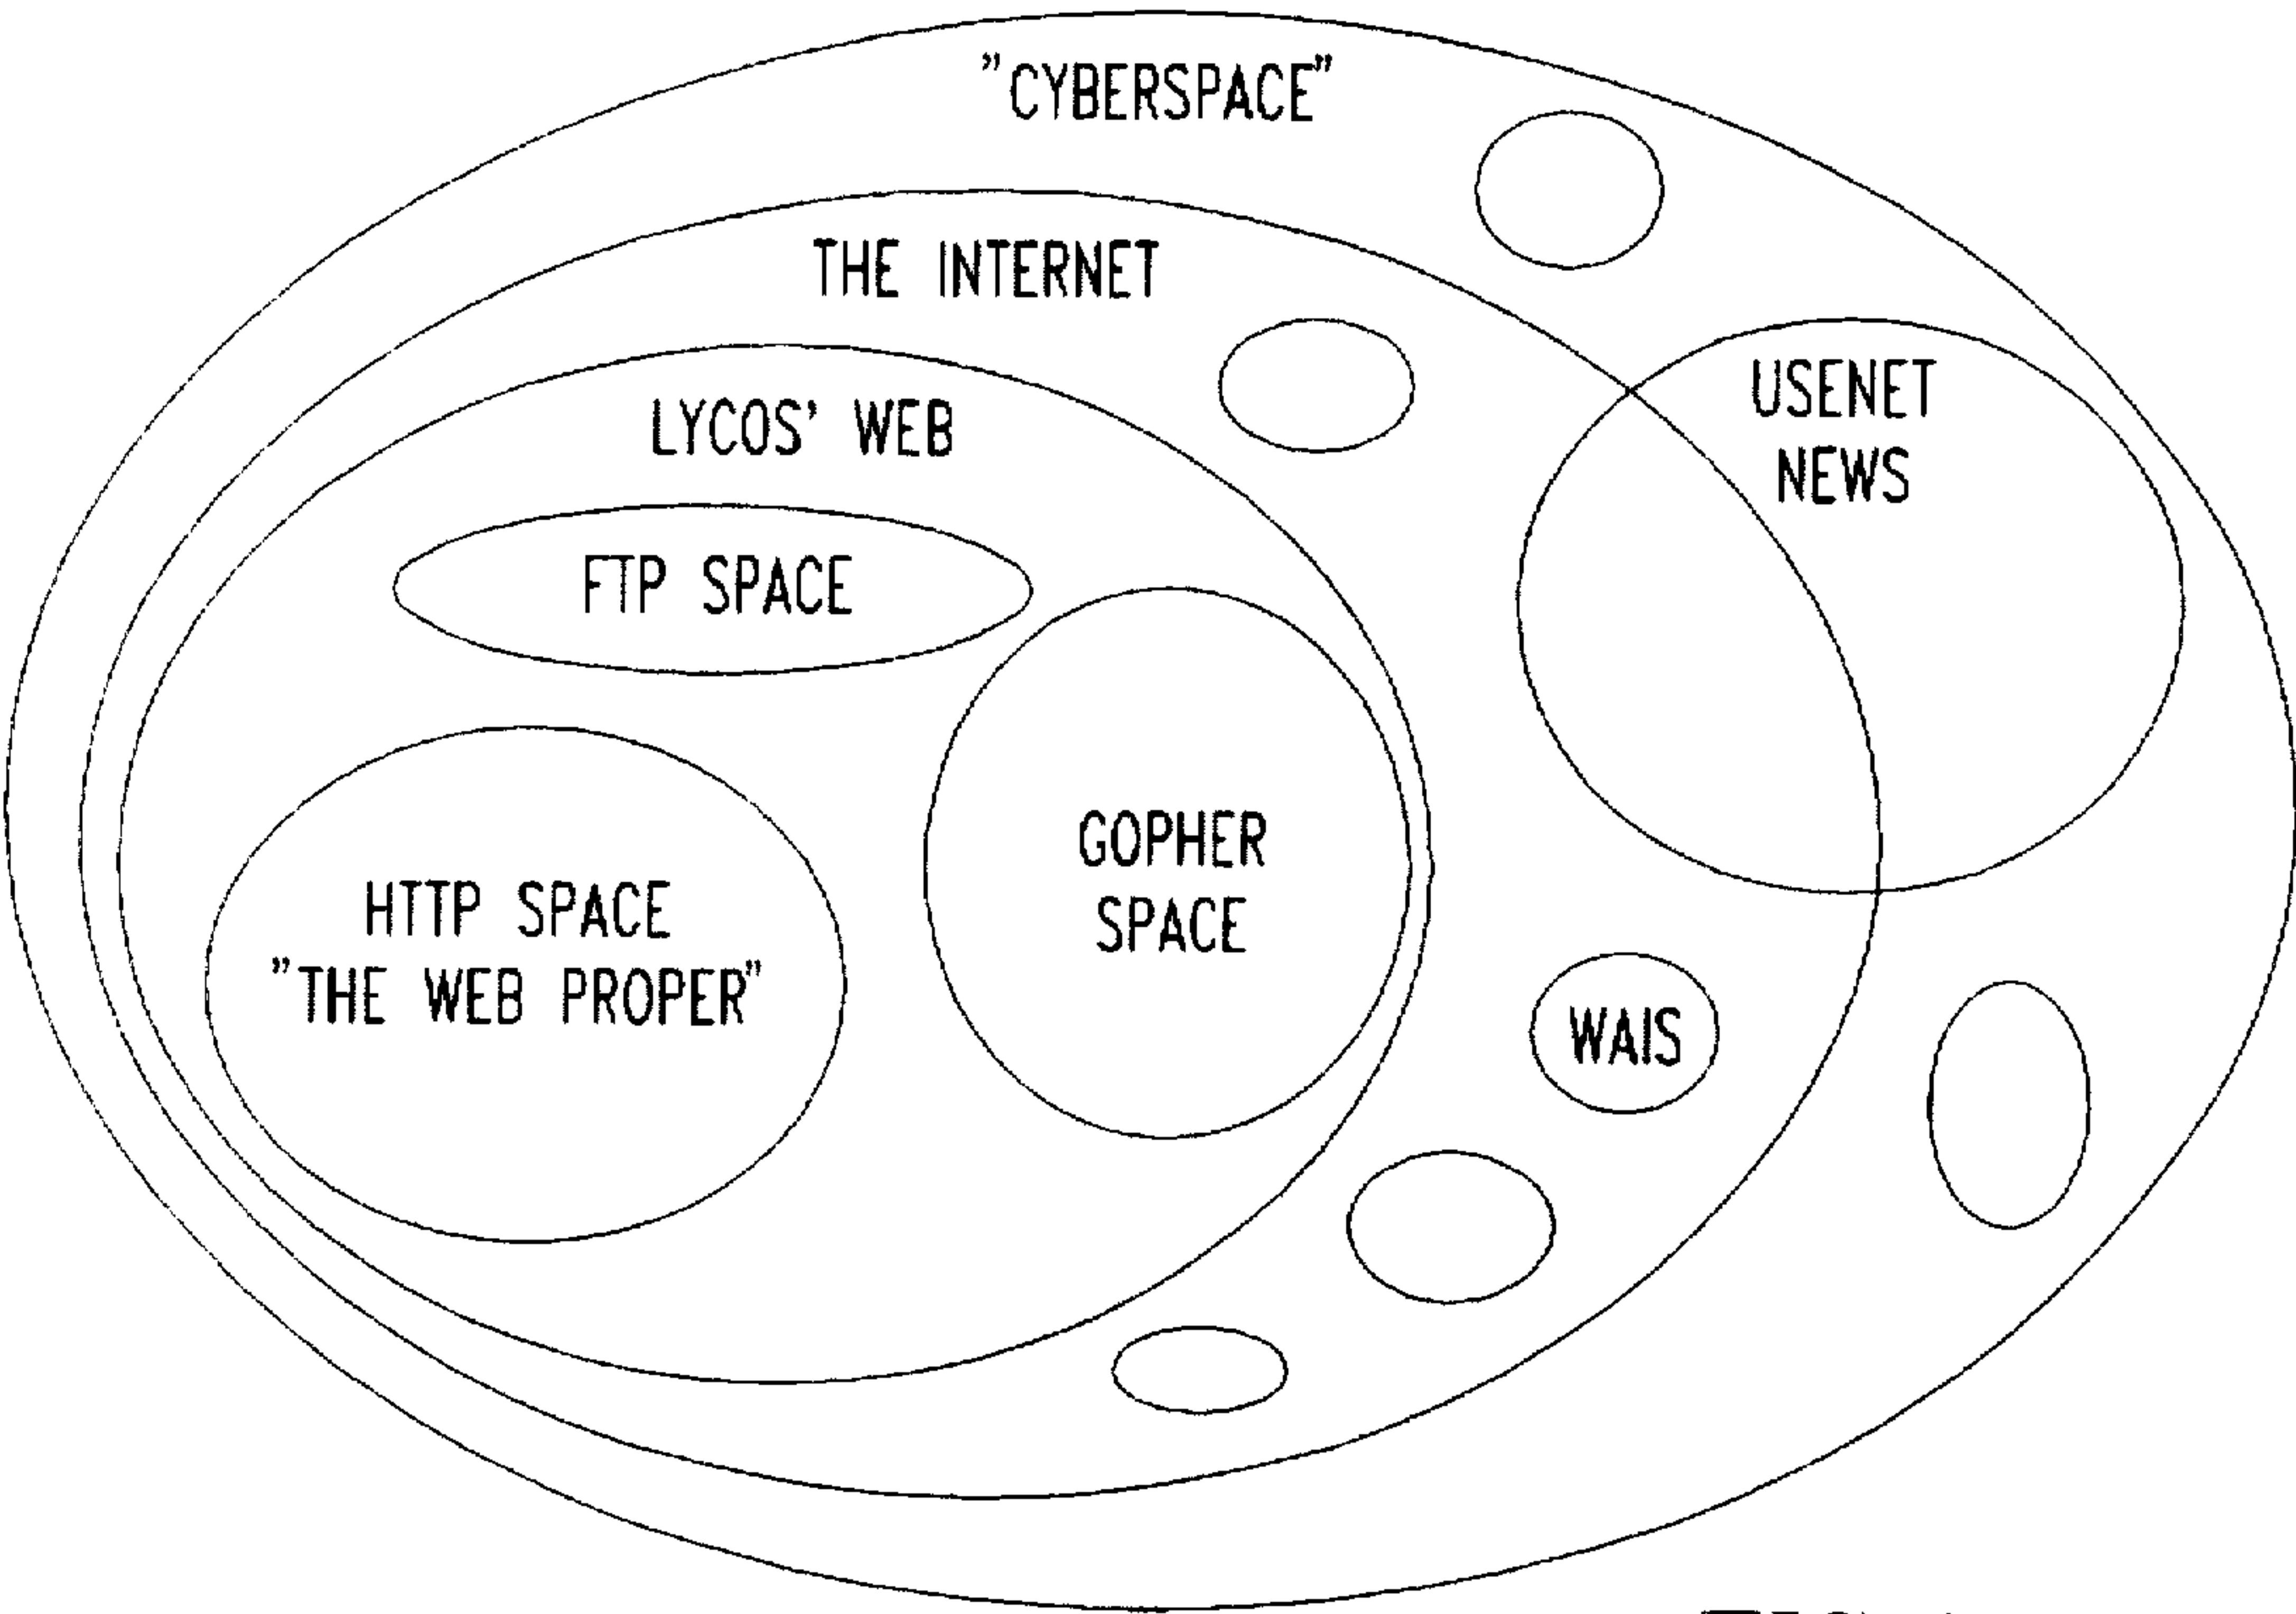 "CYBERSPACE"
THE INTERNET
LYCOS' WEB
USENET
NEWS
FTP SPACE
GOPHER
SPACE
HTTP SPACE
"THE WEB PROPER"
WAIS